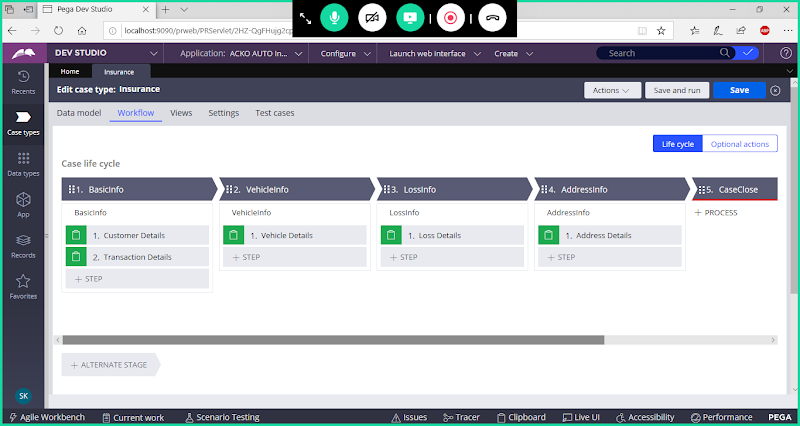 Pega Dev Studio
localhost:9090/prweb/PRServlet/2HZ-QgFHujg2cp
ABP
DEV STUDIO
Application: ACKO AUTO In...
Configure
Launch web interface
Create
Search
Recents
Case types
Data types
App
Records
Favorites
SK
Home
Insurance
Edit case type: Insurance
Actions
Save and run
Save
Data model
Workflow
Views
Settings
Test cases
Life cycle
Optional actions
Case life cycle
1. BasicInfo
2. VehicleInfo
3. LossInfo
4. AddressInfo
5. CaseClose
BasicInfo
VehicleInfo
LossInfo
AddressInfo
+ PROCESS
1. Customer Details
1. Vehicle Details
1. Loss Details
1. Address Details
2. Transaction Details
+ STEP
+ STEP
+ STEP
+ STEP
+ ALTERNATE STAGE
Agile Workbench
Current work
Scenario Testing
Issues
Tracer
Clipboard
Live UI
Accessibility
Performance
PEGA